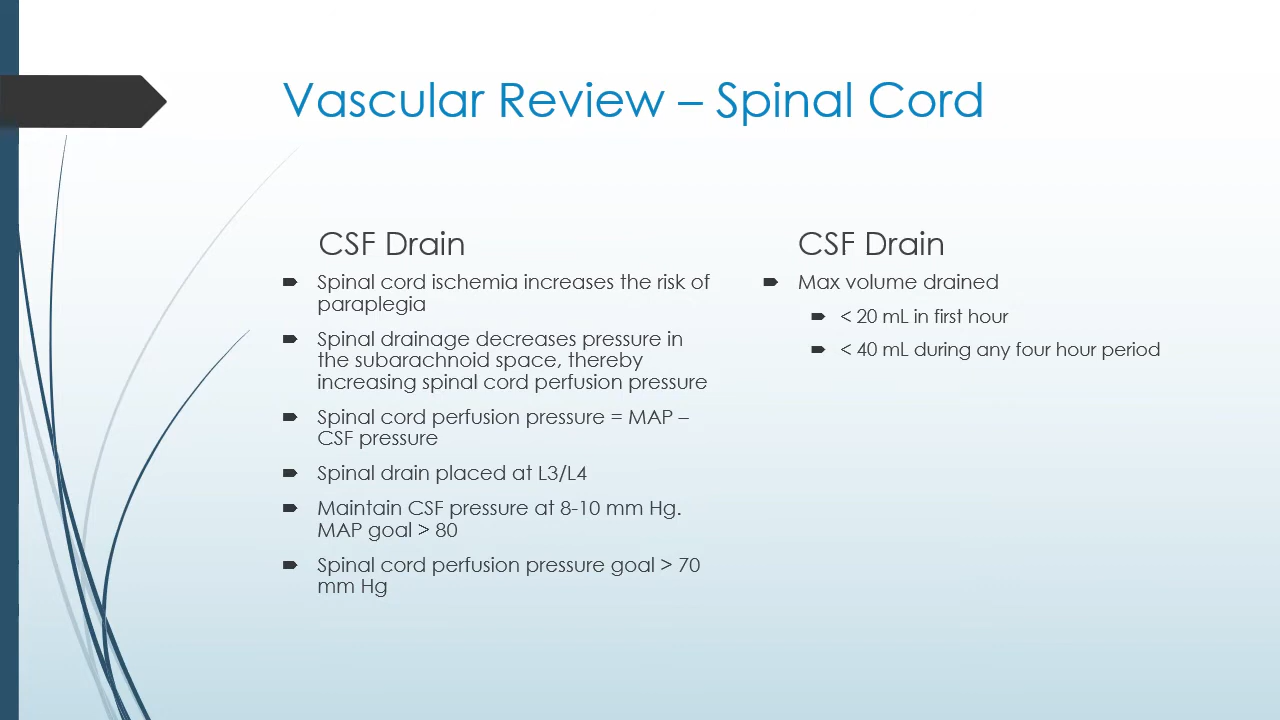 Vascular Review – Spinal Cord
CSF Drain
Spinal cord ischemia increases the risk of
paraplegia
Spinal drainage decreases pressure in
the subarachnoid space, thereby
increasing spinal cord perfusion pressure
Spinal cord perfusion pressure = MAP –
CSF pressure
Spinal drain placed at L3/L4
Maintain CSF pressure at 8-10 mm Hg.
MAP goal > 80
Spinal cord perfusion pressure goal > 70
mm Hg
CSF Drain
Max volume drained
< 20 mL in first hour
< 40 mL during any four hour period